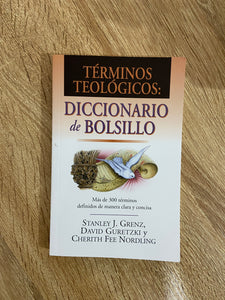 TÉRMINOS
TEOLÓGICOS:
DICCIONARIO
de BOLSILLO
Más de 300 términos
definidos de manera clara y concisa
STANLEY J. GRENZ,
DAVID GURETZKI Y
CHERITH FEE NORDLING